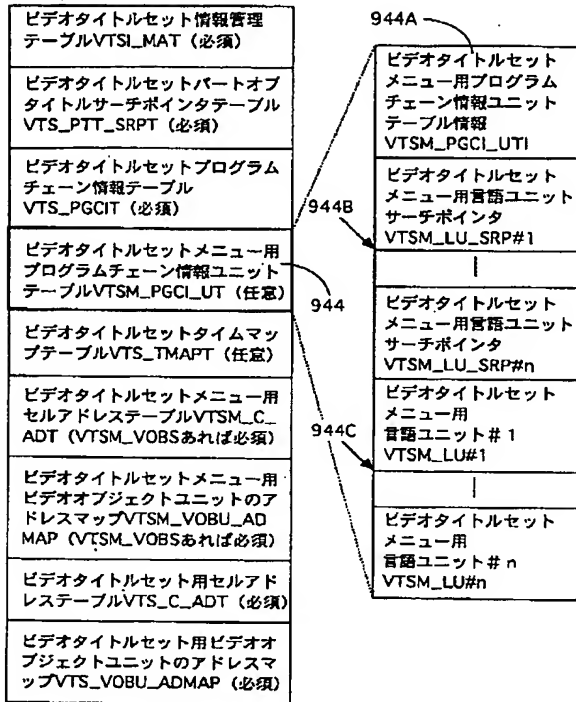 ビデオタイトルセット情報管理
テーブルVTSI_MAT（必須）
ビデオタイトルセットパートオブ
タイトルサーチポインタテーブル
VTS_PTT_SRPT（必須）
ビデオタイトルセットプログラム
チェーン情報テーブル
VTS_PGCIT（必須）
ビデオタイトルセットメニュー用
プログラムチェーン情報ユニット
テーブルVTSM_PGCI_UT（任意）
ビデオタイトルセットタイムマッ
プテーブルVTS_TMAPT（任意）
ビデオタイトルセットメニュー用
セルアドレステーブルVTSM_C_
ADT（VTSM_VOBSあれば必須）
ビデオタイトルセットメニュー用
ビデオオブジェクトユニットのア
ドレスマップVTSM_VOBU_AD
MAP（VTSM_VOBSあれば必須）
ビデオタイトルセット用セルアド
レステーブルVTS_C_ADT（必須）
ビデオタイトルセット用ビデオオ
ブジェクトユニットのアドレスマ
ップVTS_VOBU_ADMAP（必須）
944
944A
ビデオタイトルセット
メニュー用プログラム
チェーン情報ユニット
テーブル情報
VTSM_PGCI_UTI
944B
ビデオタイトルセット
メニュー用言語ユニット
サーチポインタ
VTSM_LU_SRP#1
ビデオタイトルセット
メニュー用言語ユニット
サーチポインタ
VTSM_LU_SRP#n
944C
ビデオタイトルセット
メニュー用
言語ユニット＃1
VTSM_LU#1
ビデオタイトルセット
メニュー用
言語ユニット＃n
VTSM_LU#n